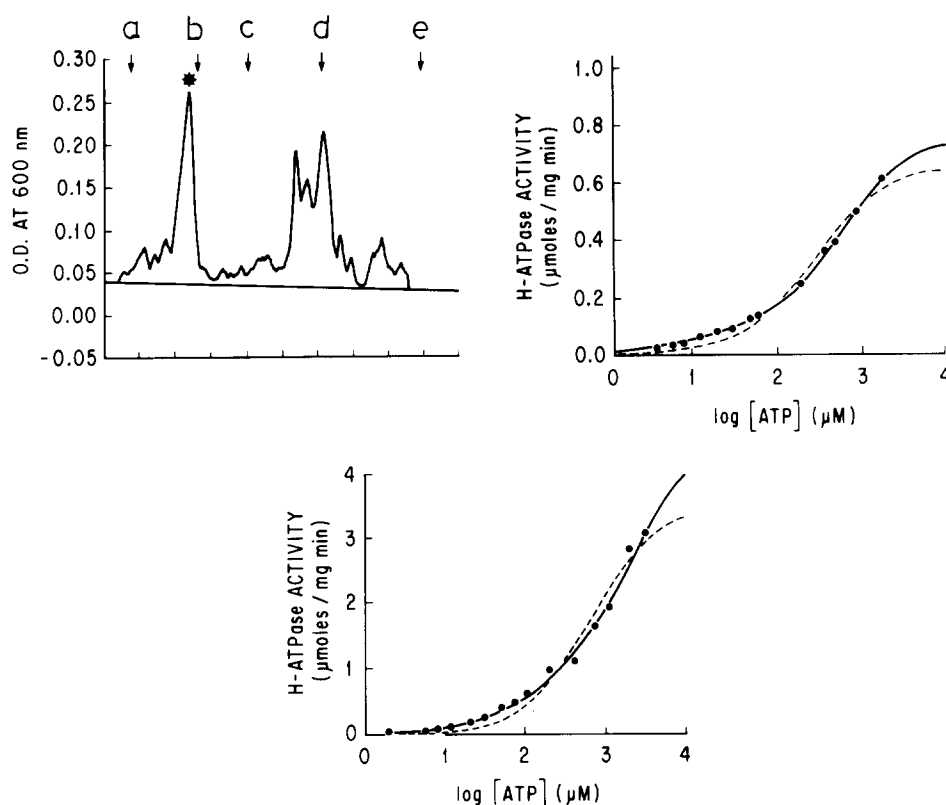 a b c d e
O.D. AT 600 nm
0.30
0.25
0.20
0.15
0.10
0.05
0.00
-0.05
H-ATPase ACTIVITY
(μmoles / mg min)
1.0
0.8
0.6
0.4
0.2
0.0
0 1 2 3 4
log [ATP] (μM)
H-ATPase ACTIVITY
(μmoles / mg min)
4
3
2
1
0
0 1 2 3 4
log [ATP] (μM)